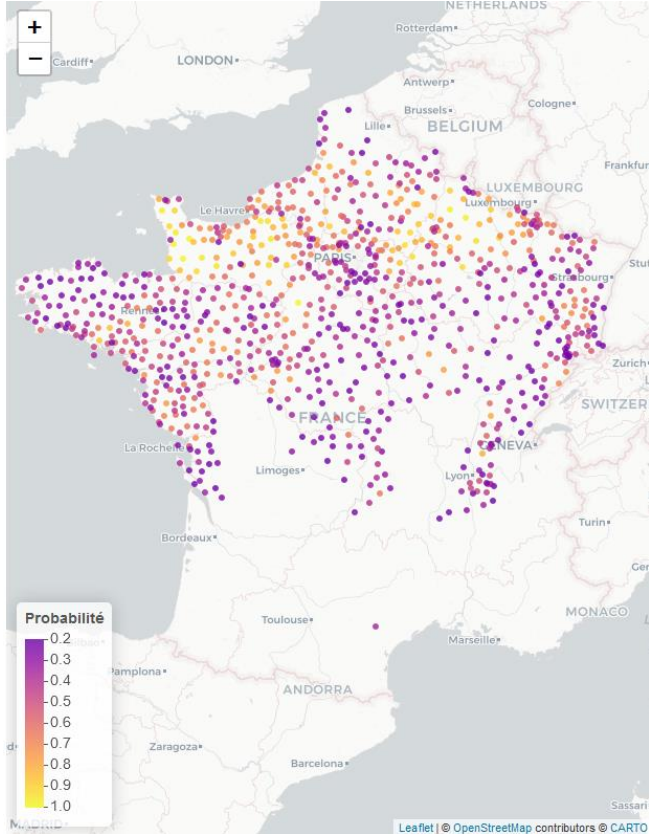 +
−
NETHERLANDS
Rotterdam
Cardiff
LONDON
Antwerp
Cologne
Brussels
Lille
BELGIUM
Frankfur
LUXEMBOURG
Luxembourg
Le Havre
PARIS
Strasbourg
Stut
Renne
Zurich
L
SWITZER
FRANCE
La Rochelle
GENEVA
Limoges
Lyon
Turin
Bordeaux
Gen
MONACO
Probabilité
0.2
0.3
0.4
0.5
0.6
0.7
0.8
0.9
1.0
Toulouse
Marseille
Pamplona
ANDORRA
Zaragoza
Barcelona
Sassari
MADRID
Leaflet | © OpenStreetMap contributors © CARTO